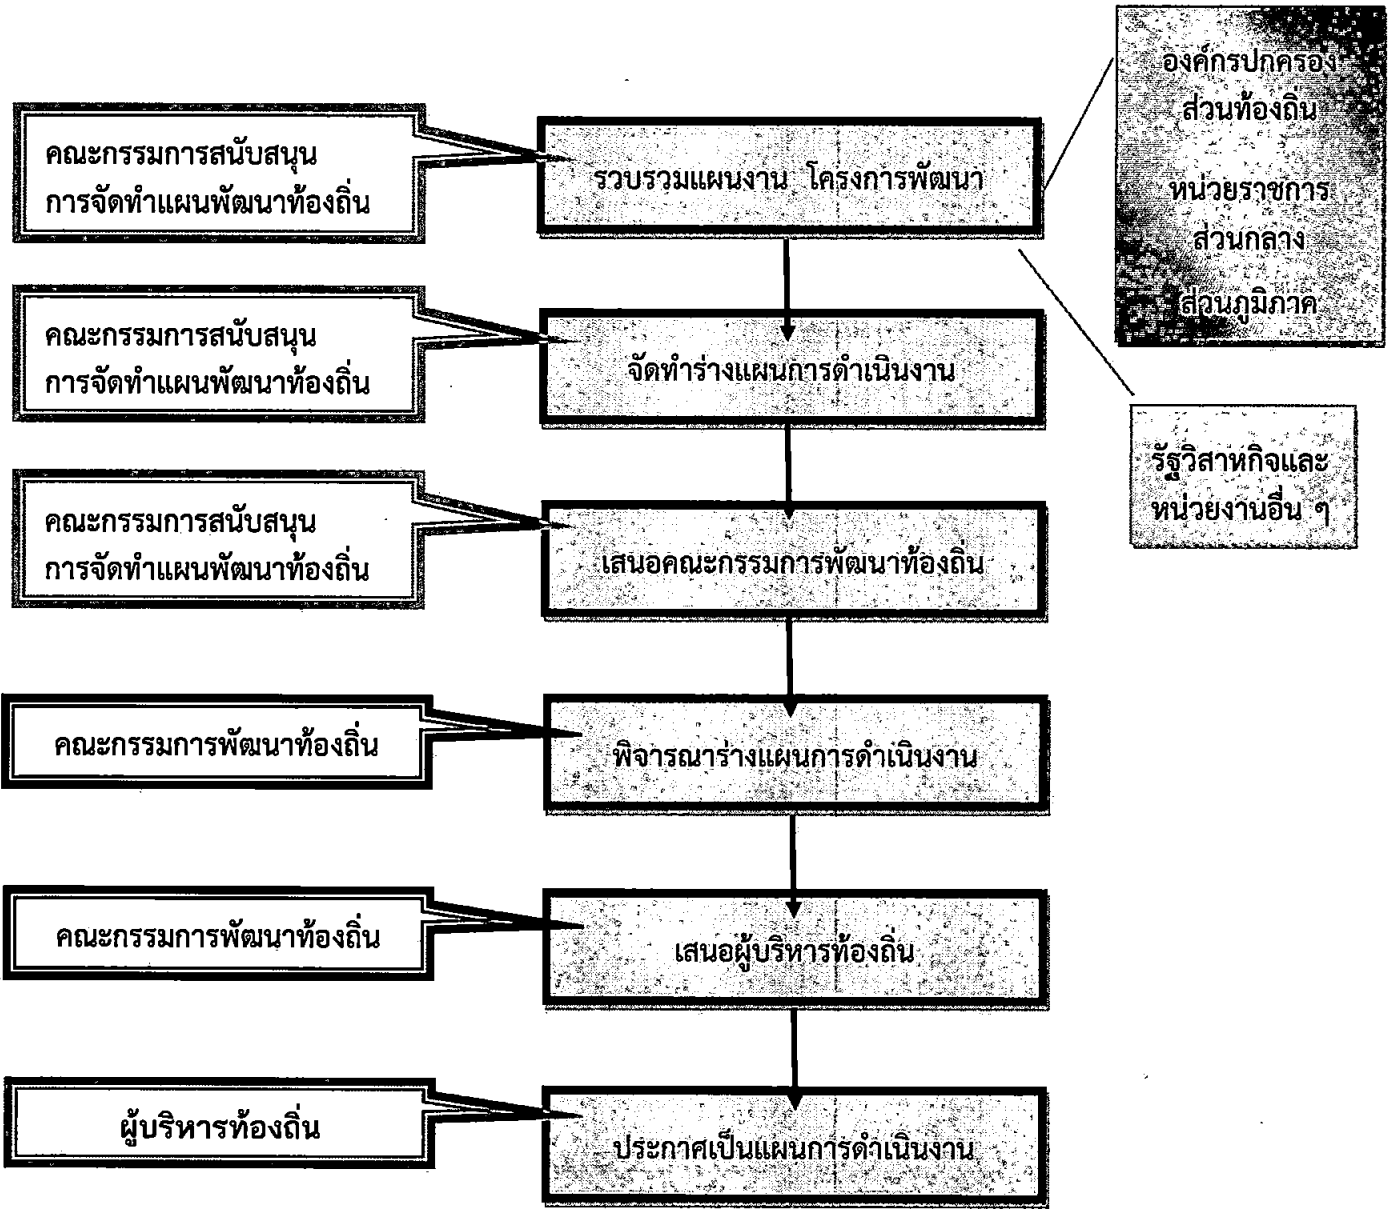 องค์กรปกครอง
ส่วนท้องถิ่น
หน่วยราชการ
ส่วนกลาง
ส่วนภูมิภาค
คณะกรรมการสนับสนุน
การจัดทำแผนพัฒนาท้องถิ่น
รวบรวมแผนงาน โครงการพัฒนา
คณะกรรมการสนับสนุน
การจัดทำแผนพัฒนาท้องถิ่น
จัดทำร่างแผนการดำเนินงาน
รัฐวิสาหกิจและ
หน่วยงานอื่น ๆ
คณะกรรมการสนับสนุน
การจัดทำแผนพัฒนาท้องถิ่น
เสนอคณะกรรมการพัฒนาท้องถิ่น
คณะกรรมการพัฒนาท้องถิ่น
พิจารณาร่างแผนการดำเนินงาน
คณะกรรมการพัฒนาท้องถิ่น
เสนอผู้บริหารท้องถิ่น
ผู้บริหารท้องถิ่น
ประกาศเป็นแผนการดำเนินงาน